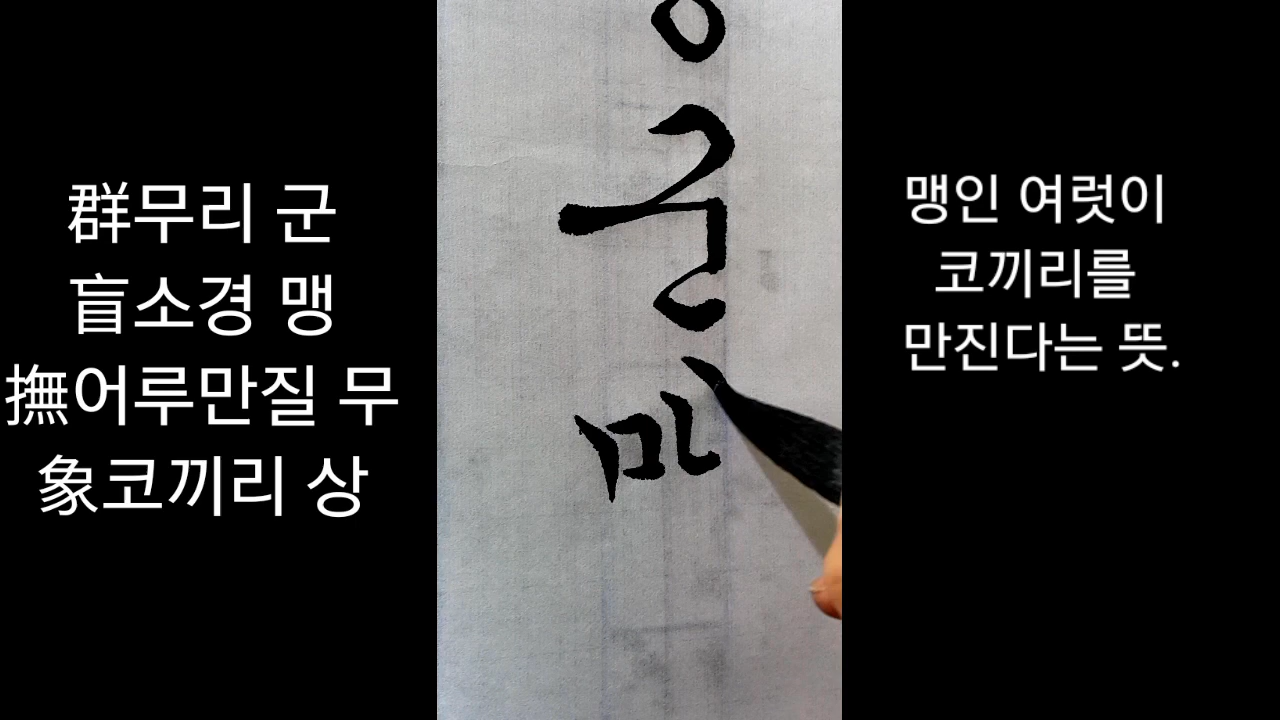 群무리 군
盲소경 맹
撫어루만질 무
象코끼리 상
군
맹인 여럿이
코끼리를
만진다는 뜻.